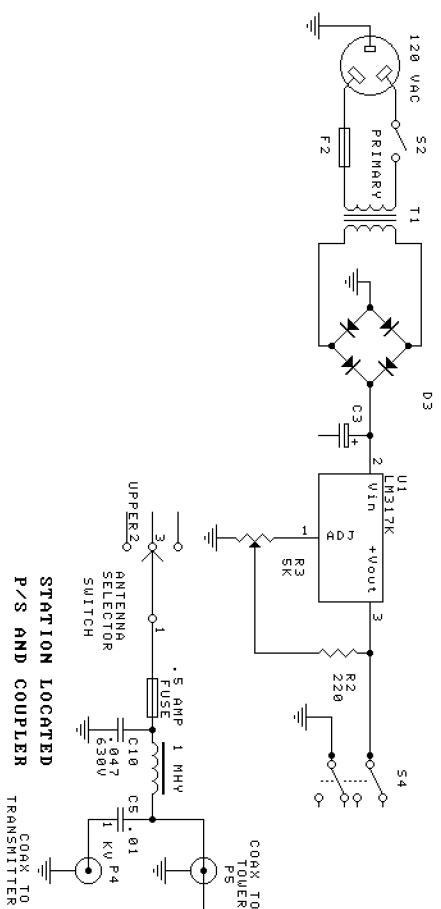 120 VAC
S2
PRIMARY
F2
T1
D3
C3
+
2
U1
LM317K
Vin
+Vout
3
ADJ
1
R3
5K
R2
220
S4
UPPER2
3
ANTENNA
SELECTOR
SWITCH
1
.5 AMP
FUSE
C10
.047
630V
1 MHY
C5 .01
1 KV
P4
COAX TO
TOWER
P5
COAX TO
TRANSMITTER
STATION LOCATED
P/S AND COUPLER